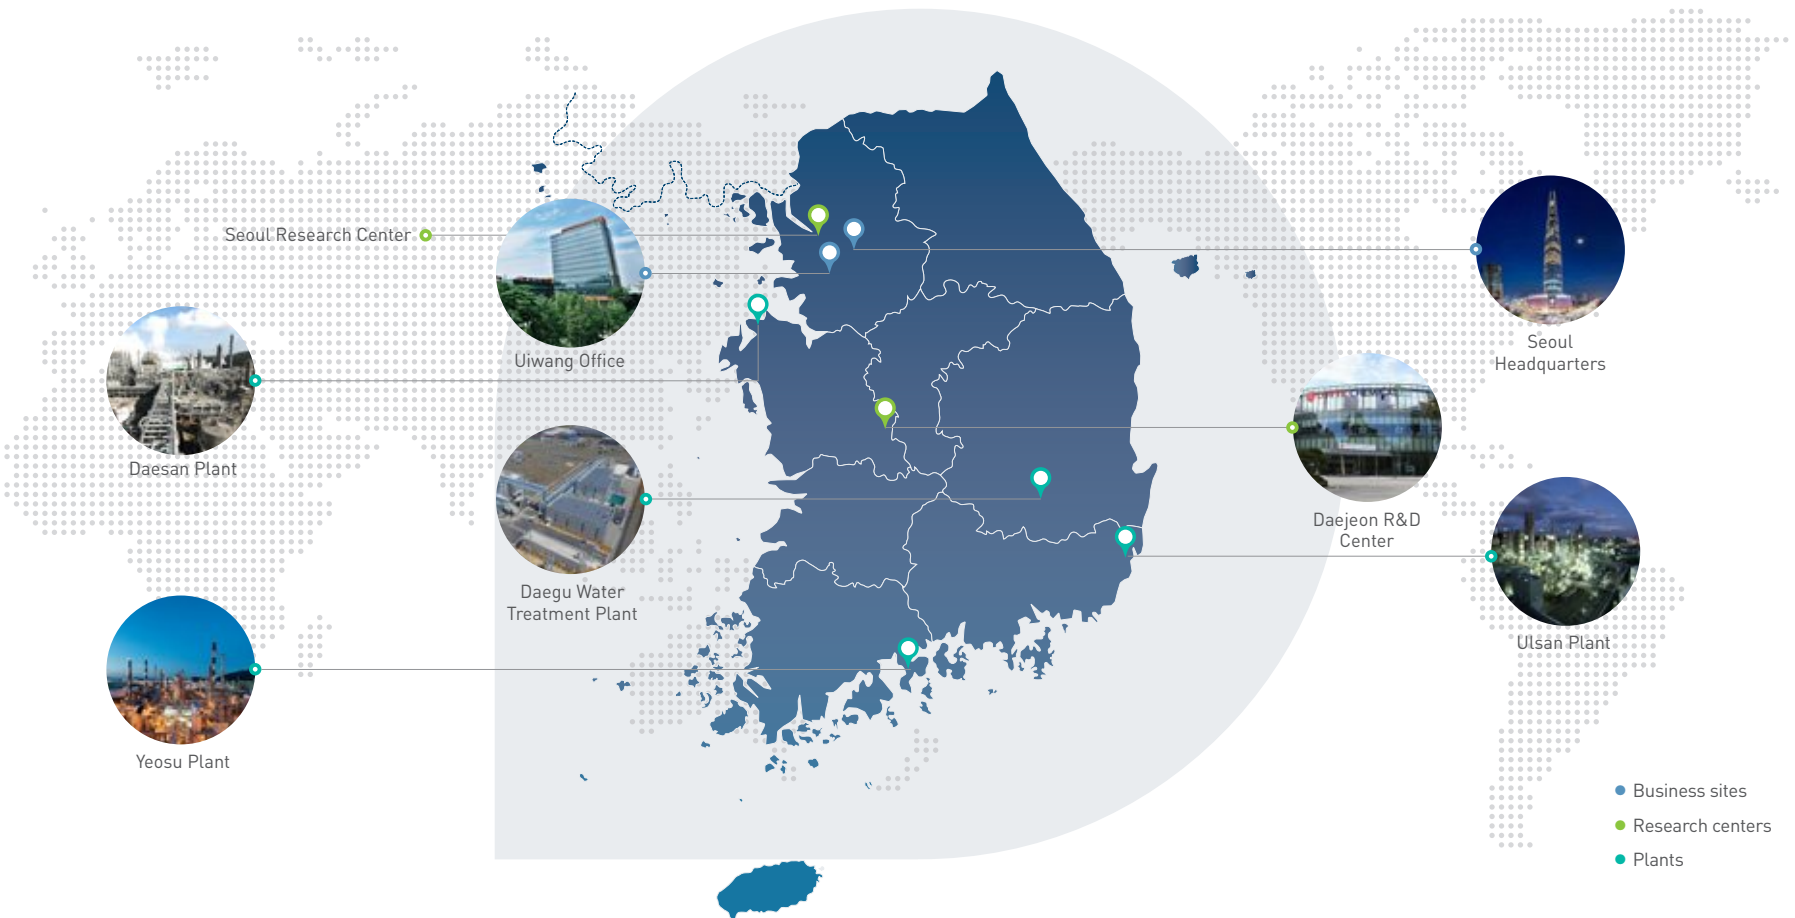 Seoul Research Center
Uiwang Office
Seoul
Headquarters
Daesan Plant
Daejeon R&D
Center
Daegu Water
Treatment Plant
Ulsan Plant
Yeosu Plant
Business sites
Research centers
Plants